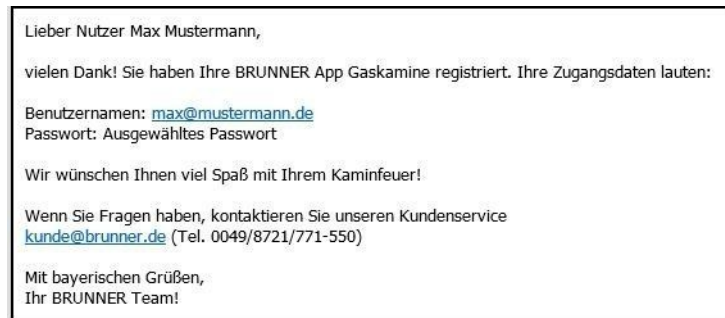 Lieber Nutzer Max Mustermann,
vielen Dank! Sie haben Ihre BRUNNER App Gaskamine registriert. Ihre Zugangsdaten lauten:
Benutzernamen: max@mustermann.de
Passwort: Ausgewähltes Passwort
Wir wünschen Ihnen viel Spaß mit Ihrem Kaminfeuer!
Wenn Sie Fragen haben, kontaktieren Sie unseren Kundenservice
kunde@brunner.de (Tel. 0049/8721/771-550)
Mit bayerischen Grüßen,
Ihr BRUNNER Team!